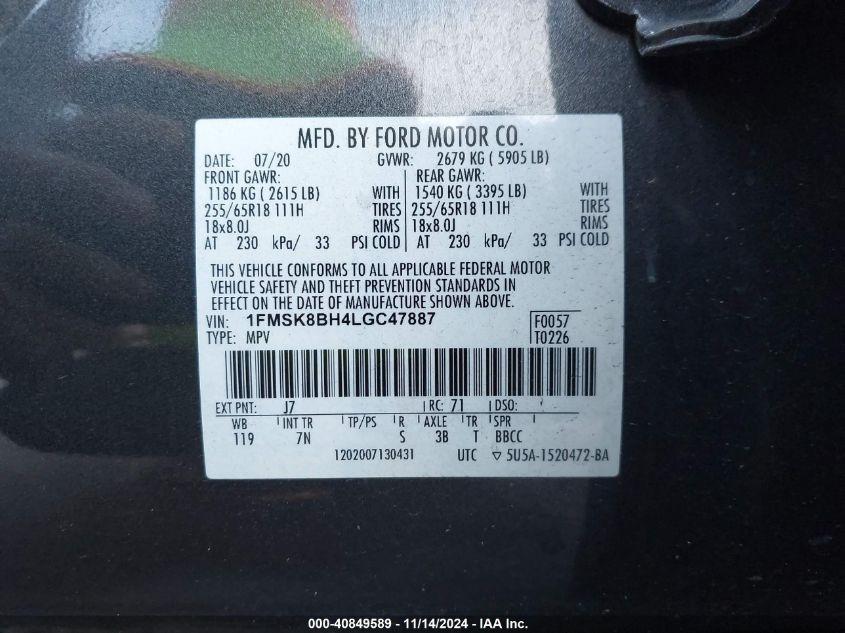 MFD. BY FORD MOTOR CO.
DATE: 07/20 GVWR: 2679 KG ( 5905 LB)
FRONT GAWR: REAR GAWR:
1186 KG ( 2615 LB) WITH 1540 KG ( 3395 LB) WITH
255/65R18 111H TIRES 255/65R18 111H TIRES
18x8.0J RIMS 18x8.0J RIMS
AT 230 kPa/ 33 PSI COLD AT 230 kPa/ 33 PSI COLD
THIS VEHICLE CONFORMS TO ALL APPLICABLE FEDERAL MOTOR
VEHICLE SAFETY AND THEFT PREVENTION STANDARDS IN
EFFECT ON THE DATE OF MANUFACTURE SHOWN ABOVE.
VIN: 1FMSK8BH4LGC47887 F0057
TYPE: MPV T0226
EXT PNT: J7 RC: 71 DSO:
WB INT TR TP/PS R AXLE TR SPR
119 7N S 3B T BBCC
1202007130431 UTC ▽ 5U5A-1520472-BA
000-40849589 - 11/14/2024 - IAA Inc.